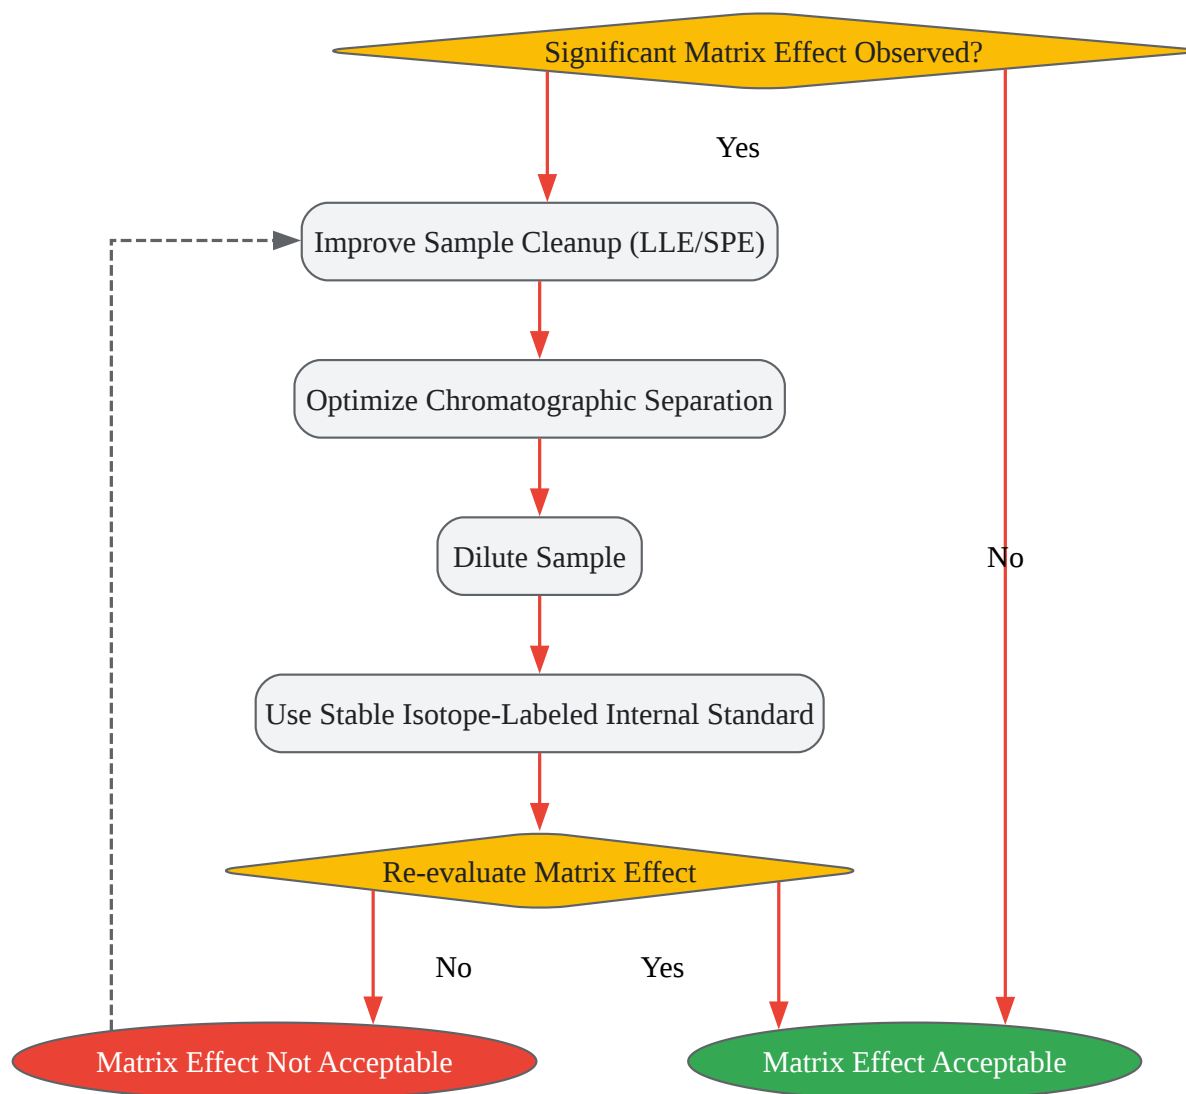 Significant Matrix Effect Observed?
Yes
Improve Sample Cleanup (LLE/SPE)
Optimize Chromatographic Separation
Dilute Sample
No
Use Stable Isotope-Labeled Internal Standard
Re-evaluate Matrix Effect
No
Yes
Matrix Effect Not Acceptable
Matrix Effect Acceptable